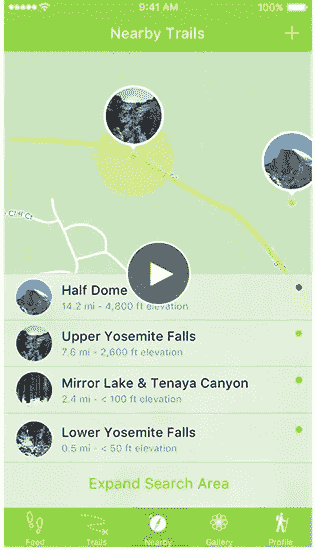 9:41 AM
100%
Nearby Trails
Half Dome
14.2 mi - 4,800 ft elevation
Upper Yosemite Falls
7.6 mi - 2,600 ft elevation
Mirror Lake & Tenaya Canyon
2.4 mi - < 100 ft elevation
Lower Yosemite Falls
0.5 mi - < 50 ft elevation
Expand Search Area
Feed
Trails
Nearby
Gallery
Profile